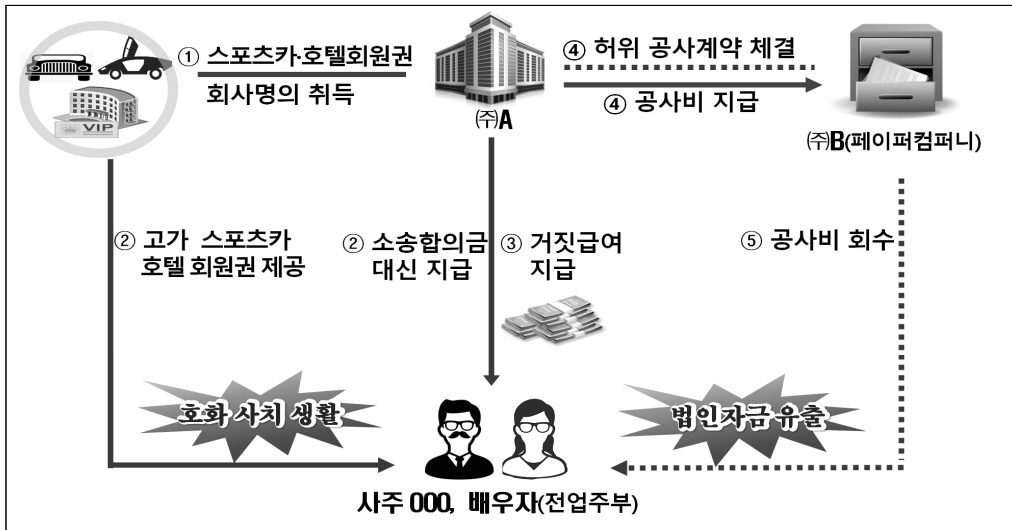 ① 스포츠카·호텔회원권
회사명의 취득
VIP
㈜A
④ 허위 공사계약 체결
④ 공사비 지급
㈜B(페이퍼컴퍼니)
② 고가 스포츠카
호텔 회원권 제공
② 소송합의금
대신 지급
③ 거짓급여
지급
⑤ 공사비 회수
호화 사치 생활
법인자금 유출
사주 000, 배우자(전업주부)